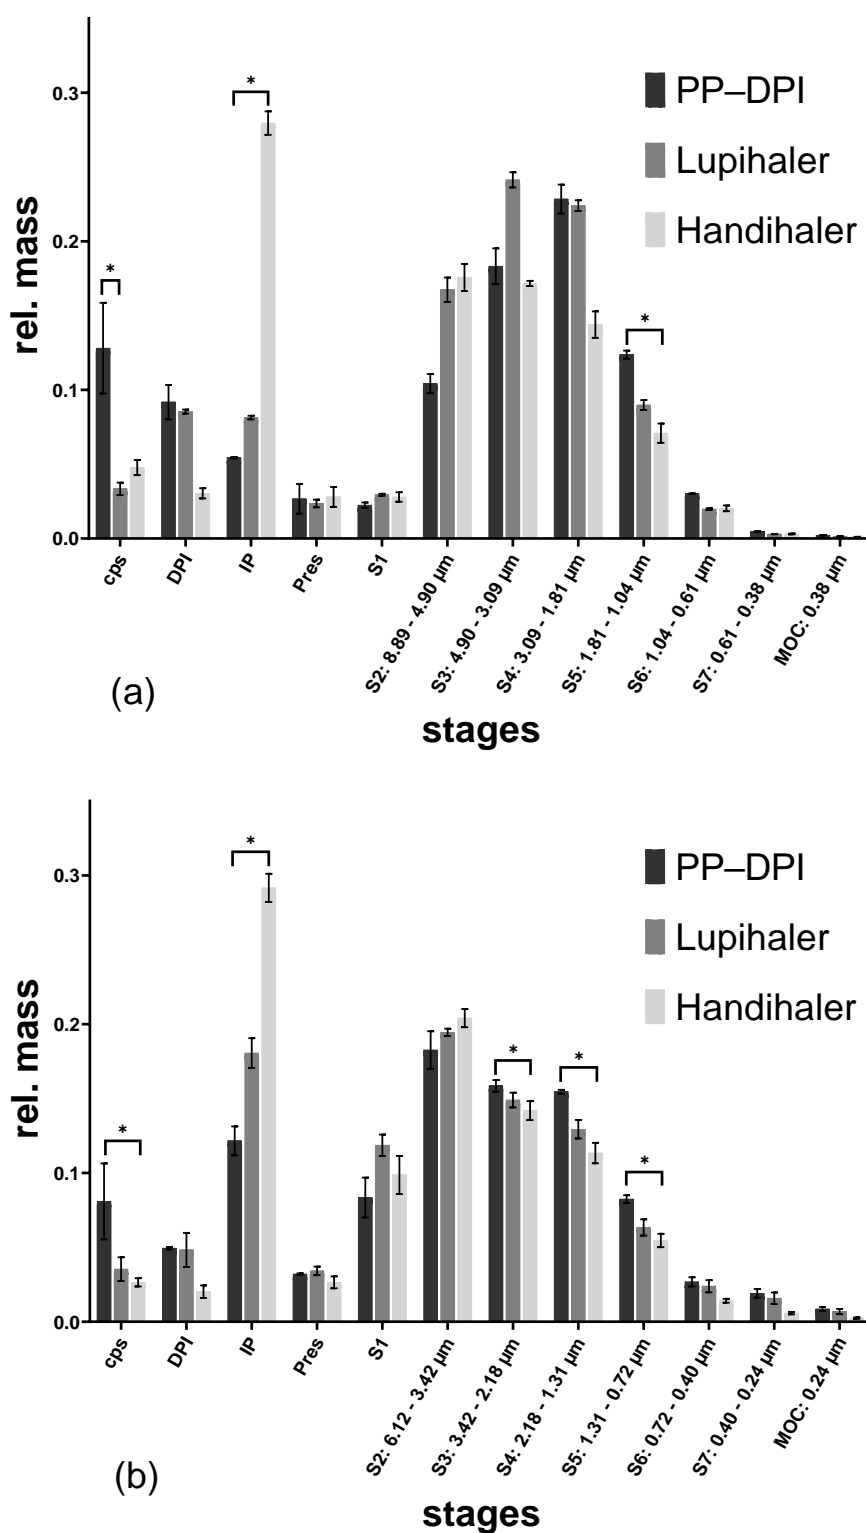 0.3
0.2
0.1
0.0
rel. mass
*
*
*
PP–DPI
Lupihaler
Handihaler
cps
DPI
IP
Pres
S1
S2: 8.89 - 4.90 µm
S3: 4.90 - 3.09 µm
S4: 3.09 - 1.81 µm
S5: 1.81 - 1.04 µm
S6: 1.04 - 0.61 µm
S7: 0.61 - 0.38 µm
MOC: 0.38 µm
(a)
stages
0.3
0.2
0.1
0.0
rel. mass
*
*
*
*
*
PP–DPI
Lupihaler
Handihaler
cps
DPI
IP
Pres
S1
S2: 6.12 - 3.42 µm
S3: 3.42 - 2.18 µm
S4: 2.18 - 1.31 µm
S5: 1.31 - 0.72 µm
S6: 0.72 - 0.40 µm
S7: 0.40 - 0.24 µm
MOC: 0.24 µm
(b)
stages